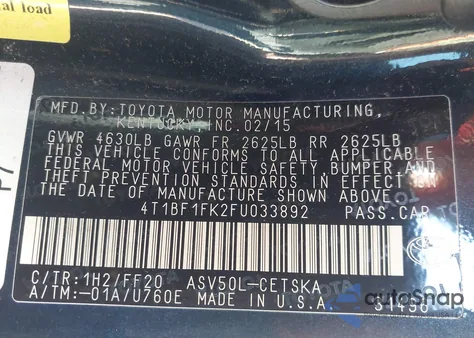 al load
MFD.BY:TOYOTA MOTOR MANUFACTURING,
KENTUCKY, INC. 02/15
GVWR 4630LB GAWR FR 2625LB RR 2625LB
THIS VEHICLE CONFORMS TO ALL APPLICABLE
FEDERAL MOTOR VEHICLE SAFETY, BUMPER, AND
THEFT PREVENTION STANDARDS IN EFFECT ON
THE DATE OF MANUFACTURE SHOWN ABOVE.
4T1BF1FK2FU033892 PASS.CAR
C/TR:1H2/FF20 ASV50L-CETSKA
A/TM:-01A/U760E MADE IN U.S.A.
autoSnap